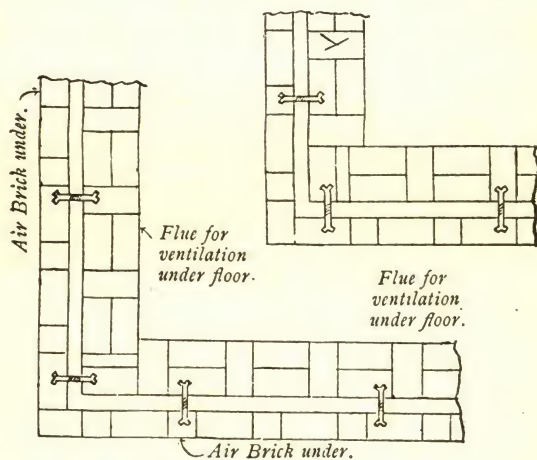 Air Brick under.
Flue for
ventilation
under floor.
Flue for
ventilation
under floor.
Air Brick under.